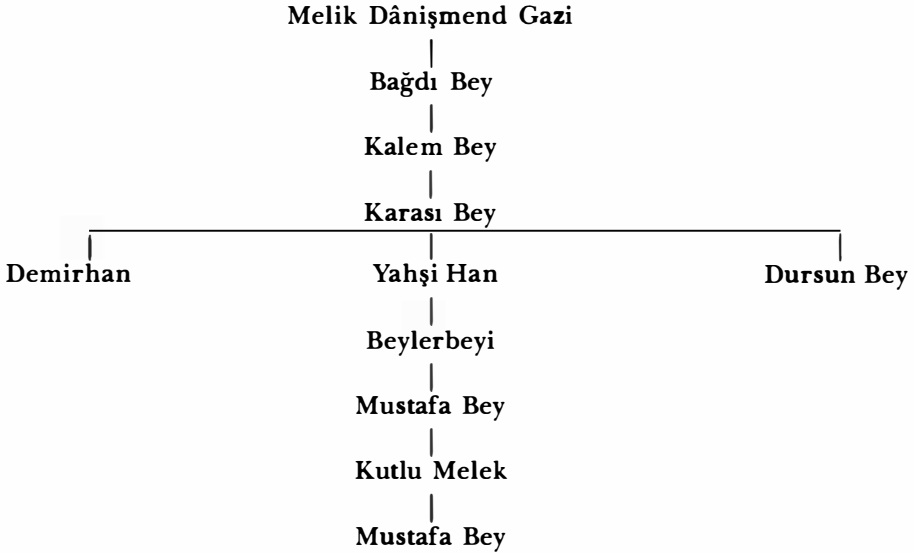 Melik Dânişmend Gazi
Bağdı Bey
Kalem Bey
Karası Bey
Demirhan Yahşi Han Dursun Bey
Beylerbeyi
Mustafa Bey
Kutlu Melek
Mustafa Bey